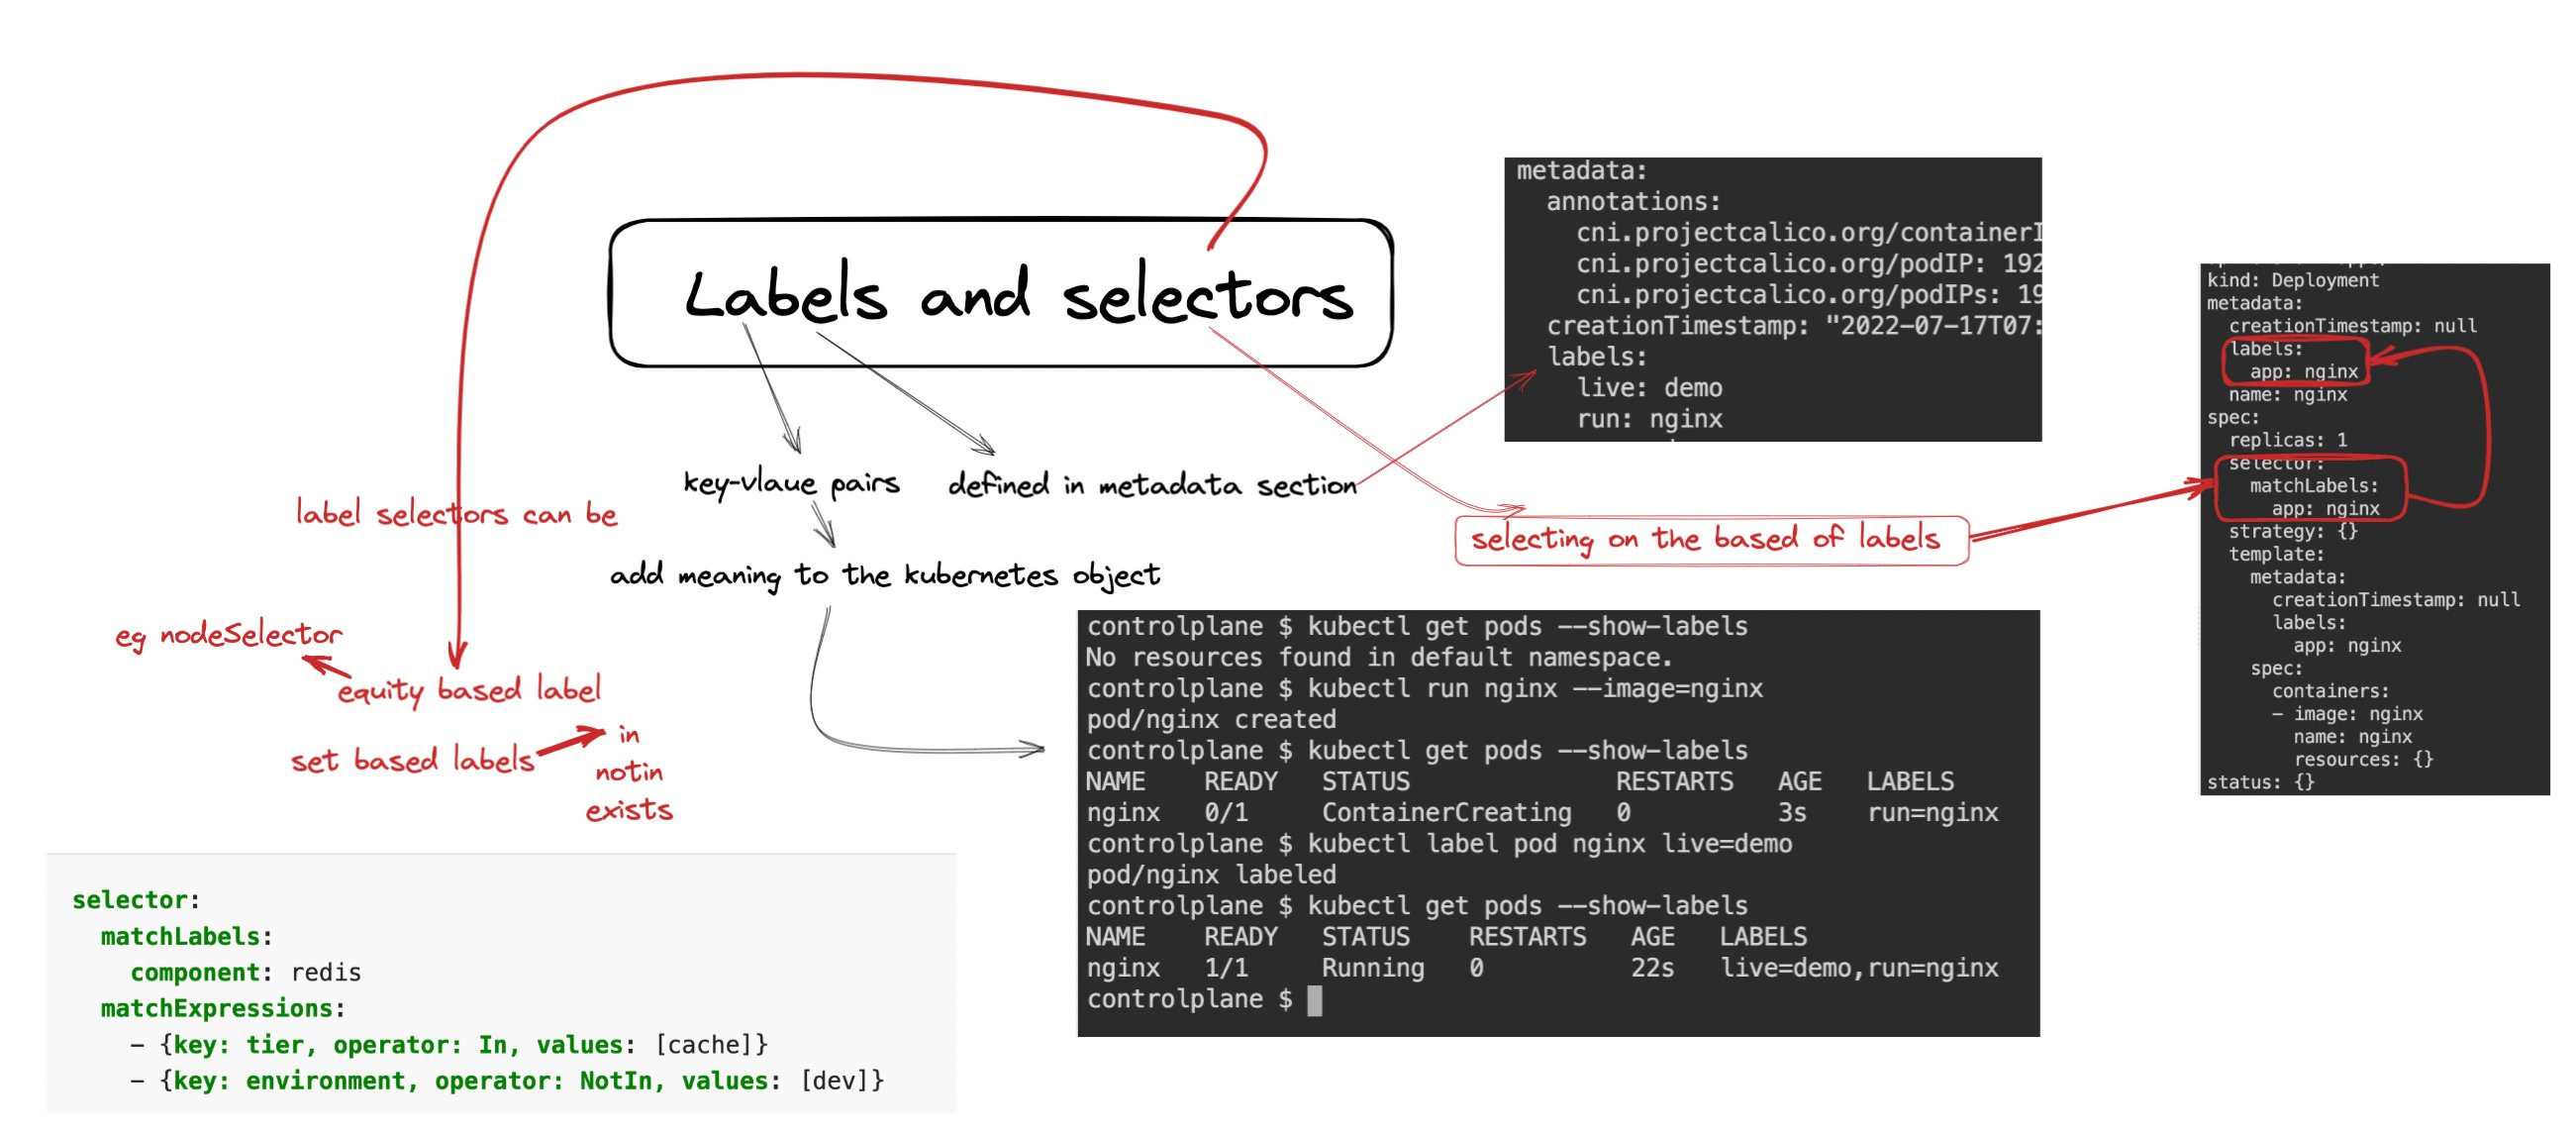 Labels and selectors
key-vlaue pairs
defined in metadata section
add meaning to the kubernetes object
label selectors can be
eg nodeSelector
equity based label
set based labels
in
notin
exists
selecting on the based of labels
metadata:
annotations:
cni.projectcalico.org/containerI
cni.projectcalico.org/podIP: 192
cni.projectcalico.org/podIPs: 19
creationTimestamp: "2022-07-17T07:
labels:
live: demo
run: nginx
kind: Deployment
metadata:
creationTimestamp: null
labels:
app: nginx
name: nginx
spec:
replicas: 1
selector:
matchLabels:
app: nginx
strategy: {}
template:
metadata:
creationTimestamp: null
labels:
app: nginx
spec:
containers:
- image: nginx
name: nginx
resources: {}
status: {}
controlplane $ kubectl get pods --show-labels
No resources found in default namespace.
controlplane $ kubectl run nginx --image=nginx
pod/nginx created
controlplane $ kubectl get pods --show-labels
NAME READY STATUS RESTARTS AGE LABELS
nginx 0/1 ContainerCreating 0 3s run=nginx
controlplane $ kubectl label pod nginx live=demo
pod/nginx labeled
controlplane $ kubectl get pods --show-labels
NAME READY STATUS RESTARTS AGE LABELS
nginx 1/1 Running 0 22s live=demo,run=nginx
controlplane $
selector:
matchLabels:
component: redis
matchExpressions:
- {key: tier, operator: In, values: [cache]}
- {key: environment, operator: NotIn, values: [dev]}